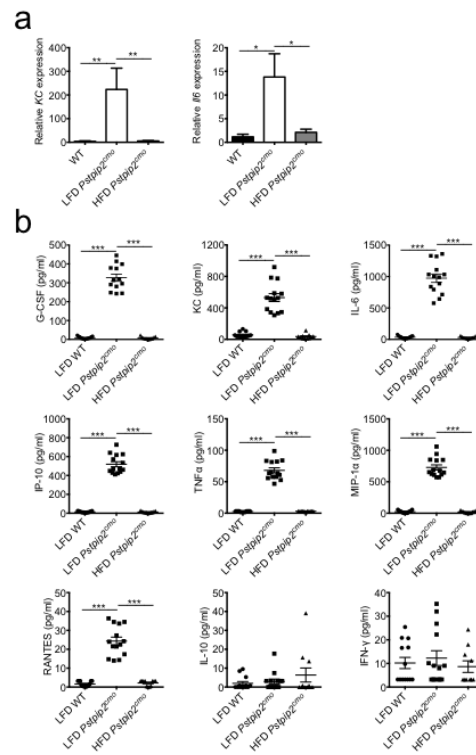 a
** **
Relative KC expression
400
300
200
100
0
WT
LFD Pstpip2cmo
HFD Pstpip2cmo
* *
Relative Il6 expression
20
15
10
5
0
WT
LFD Pstpip2cmo
HFD Pstpip2cmo
b
*** ***
G-CSF (pg/ml)
500
400
300
200
100
0
LFD WT
LFD Pstpip2cmo
HFD Pstpip2cmo
*** ***
KC (pg/ml)
1200
800
400
0
LFD WT
LFD Pstpip2cmo
HFD Pstpip2cmo
*** ***
IL-6 (pg/ml)
1500
1000
500
0
LFD WT
LFD Pstpip2cmo
HFD Pstpip2cmo
*** ***
IP-10 (pg/ml)
1000
800
600
400
200
0
LFD WT
LFD Pstpip2cmo
HFD Pstpip2cmo
*** ***
TNFα (pg/ml)
150
100
50
0
LFD WT
LFD Pstpip2cmo
HFD Pstpip2cmo
*** ***
MIP-1α (pg/ml)
1500
1000
500
0
LFD WT
LFD Pstpip2cmo
HFD Pstpip2cmo
*** ***
RANTES (pg/ml)
50
40
30
20
10
0
LFD WT
LFD Pstpip2cmo
HFD Pstpip2cmo
IL-10 (pg/ml)
50
40
30
20
10
0
LFD WT
LFD Pstpip2cmo
HFD Pstpip2cmo
IFN-γ (pg/ml)
40
30
20
10
0
LFD WT
LFD Pstpip2cmo
HFD Pstpip2cmo